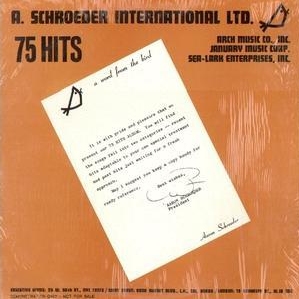 A. SCHROEDER INTERNATIONAL LTD.
75 HITS
ARCH MUSIC CO., INC.
JANUARY MUSIC CORP.
SEA-LARK ENTERPRISES, INC.
a word from the bird
It is with pride and pleasure that we
present our 75 HITS ALBUM. You will find
the songs fall into two categories -- recent
hits adaptable to your own special treatment
and past hits just waiting for a fresh
approach.
May I suggest you keep a copy handy for
ready reference.
Best wishes,
AARON SCHROEDER
President
Aaron Schroeder